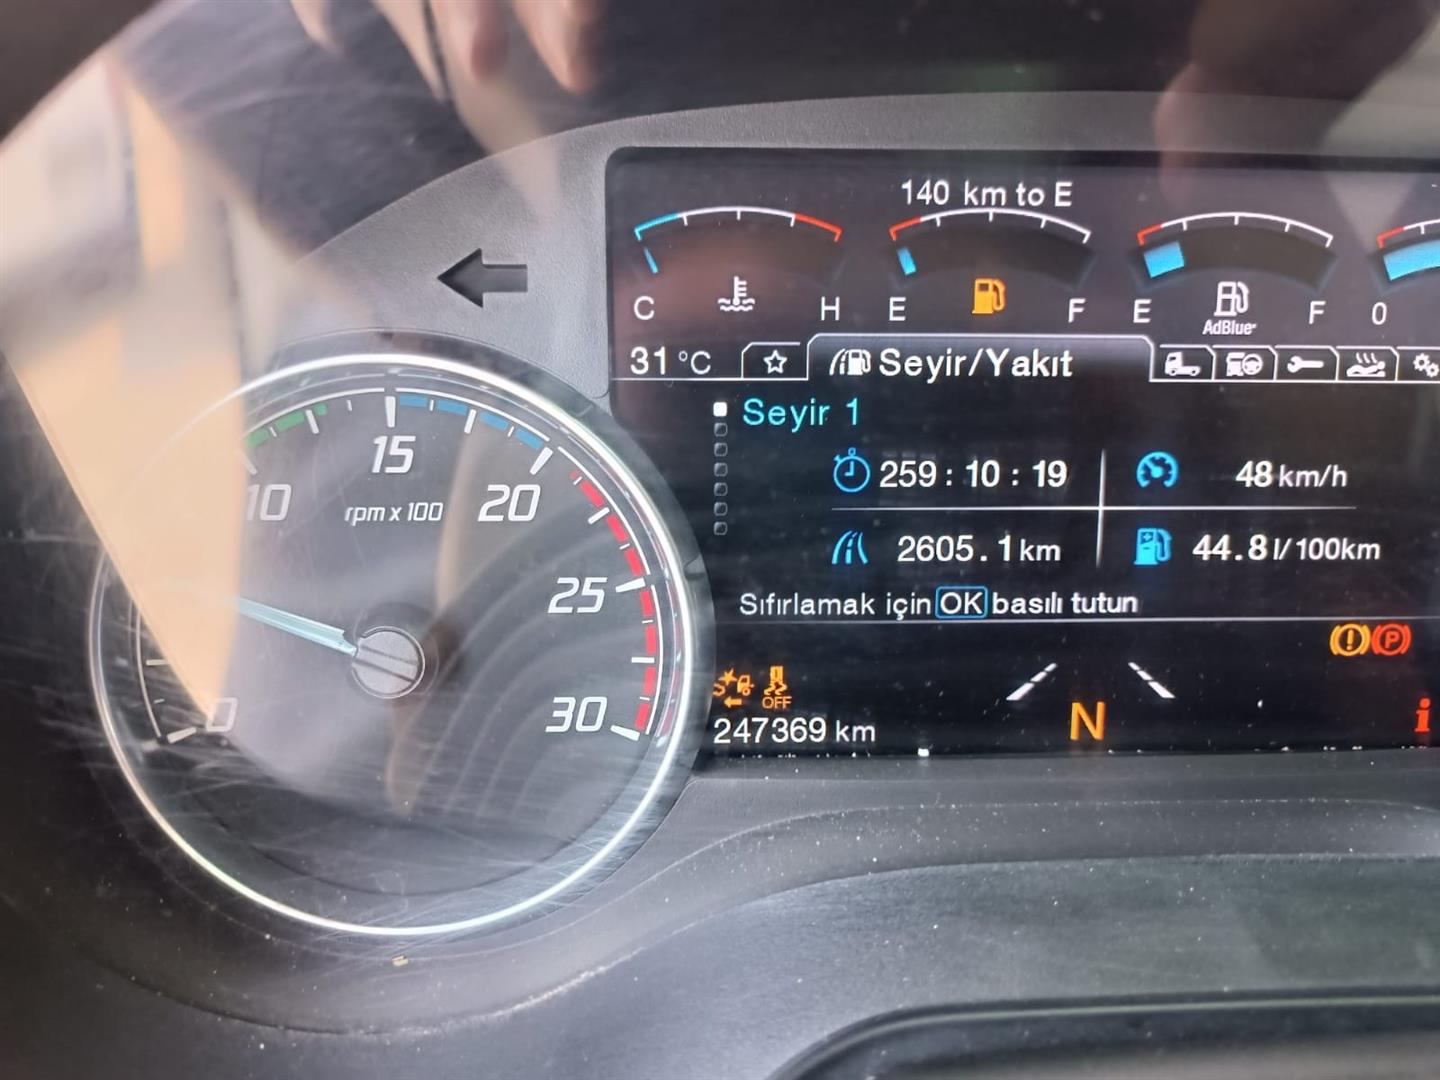 140 km to E
C H E F E AdBlue F 0
31 °C Seyir/Yakıt
Seyir 1
259 : 10 : 19 48 km/h
2605.1 km 44.8 l/100km
Sıfırlamak için OK basılı tutun
OFF
247369 km N
0 10 15 20 25 30
rpm x 100